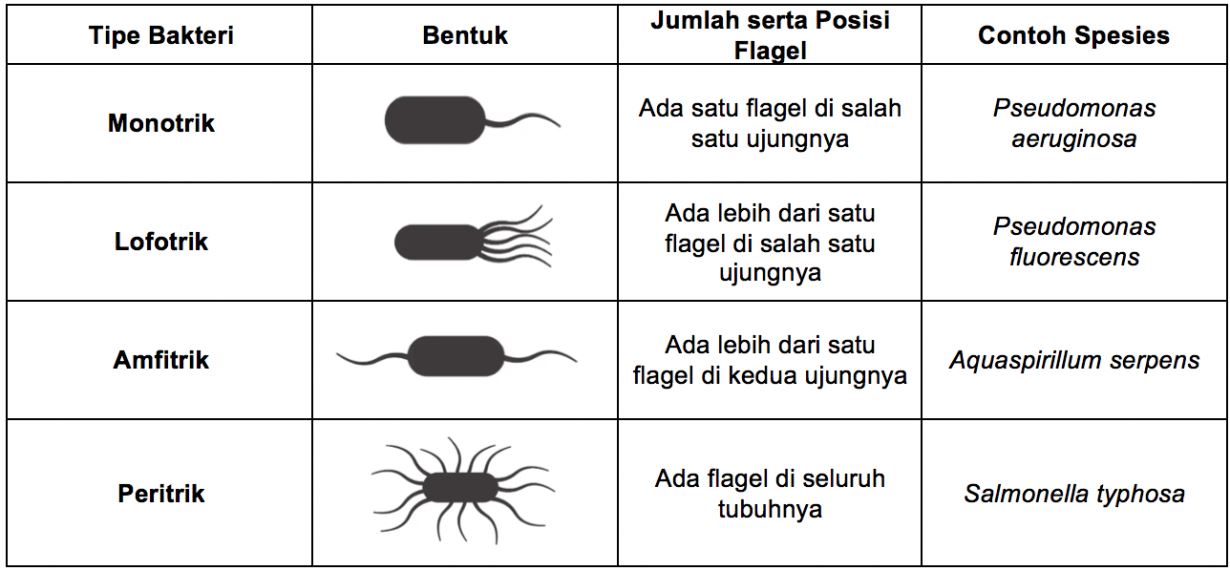 Tipe Bakteri
Bentuk
Jumlah serta Posisi
Flagel
Contoh Spesies
Monotrik
Ada satu flagel di salah
satu ujungnya
Pseudomonas
aeruginosa
Lofotrik
Ada lebih dari satu
flagel di salah satu
ujungnya
Pseudomonas
fluorescens
Amfitrik
Ada lebih dari satu
flagel di kedua ujungnya
Aquaspirillum serpens
Peritrik
Ada flagel di seluruh
tubuhnya
Salmonella typhosa